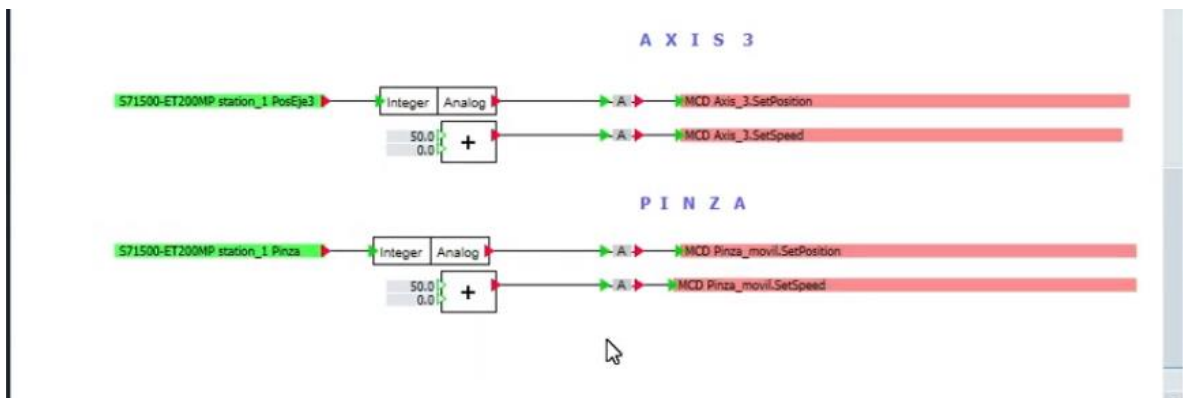 A X I S 3
S71500-ET200MP station_1 PosEje3 Integer Analog A MCD Axis_3.SetPosition
50.0 + A MCD Axis_3.SetSpeed
0.0
P I N Z A
S71500-ET200MP station_1 Pinza Integer Analog A MCD Pinza_movil.SetPosition
50.0 + A MCD Pinza_movil.SetSpeed
0.0